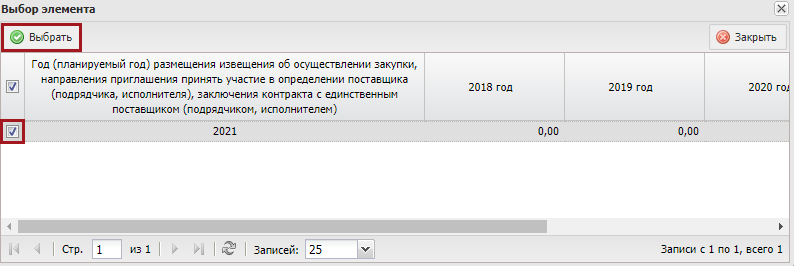 Выбор элемента
Выбрать
Закрыть
Год (планируемый год) размещения извещения об осуществлении закупки,
направления приглашения принять участие в определении поставщика
(подрядчика, исполнителя), заключения контракта с единственным
поставщиком (подрядчиком, исполнителем)
2018 год
2019 год
2020 год
2021
0,00
0,00
Стр. 1 из 1
Записей: 25
Записи с 1 по 1, всего 1